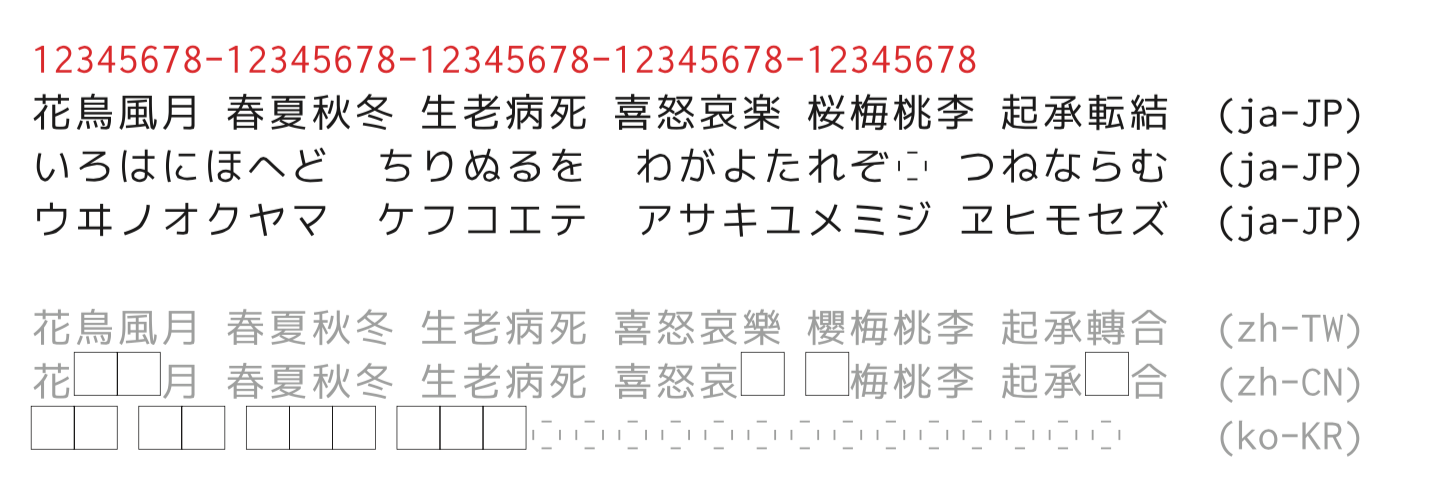 12345678-12345678-12345678-12345678-12345678
花鳥風月 春夏秋冬 生老病死 喜怒哀楽 桜梅桃李 起承転結 (ja-JP)
いろはにほへど ちりぬるを わがよたれぞ つねならむ (ja-JP)
ウヰノオクヤマ ケフコエテ アサキユメミジ ヱヒモセズ (ja-JP)
花鳥風月 春夏秋冬 生老病死 喜怒哀樂 櫻梅桃李 起承轉合 (zh-TW)
花□□月 春夏秋冬 生老病死 喜怒哀□ □梅桃李 起承□合 (zh-CN)
□□ □□ □□□ □□□ (ko-KR)